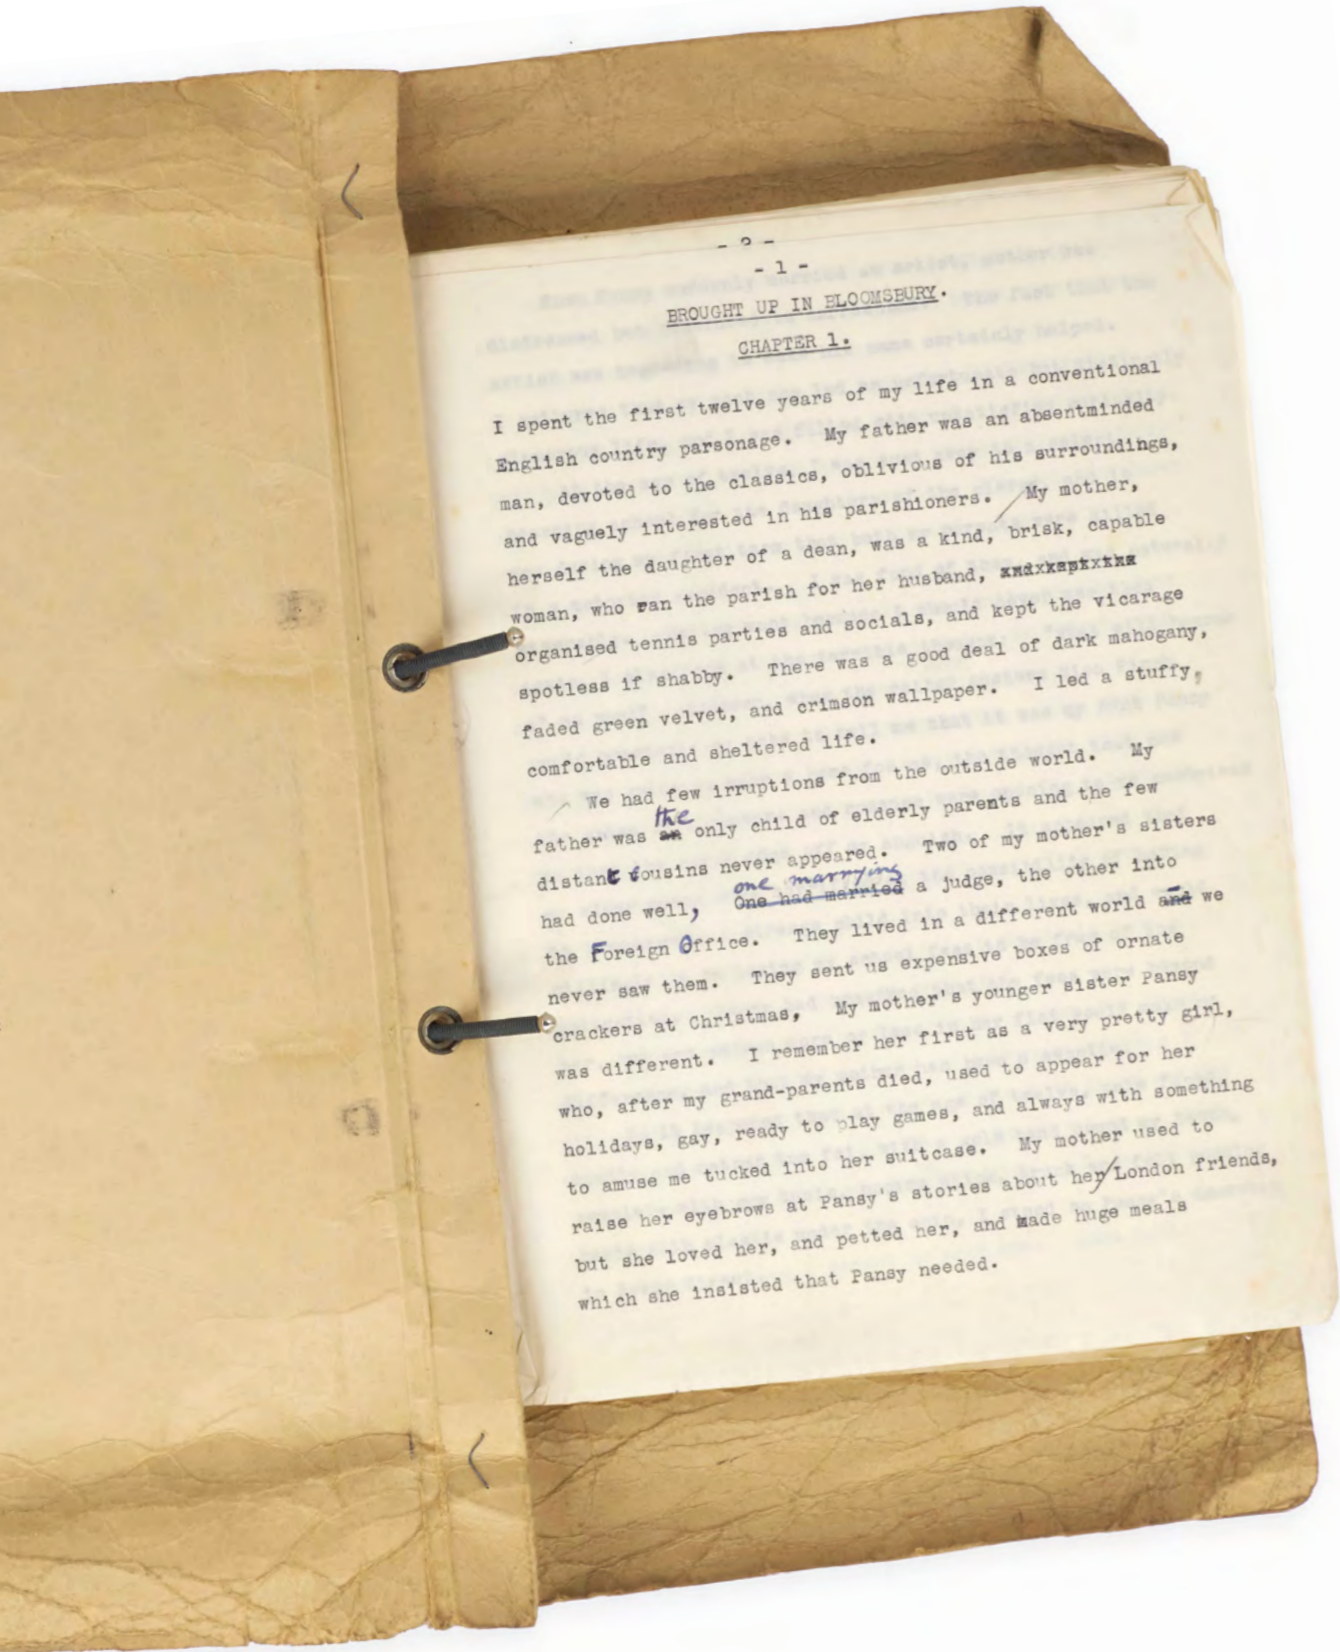 - 2 -
- 1 -
BROUGHT UP IN BLOOMSBURY.
CHAPTER 1.
I spent the first twelve years of my life in a conventional
English country parsonage. My father was an absentminded
man, devoted to the classics, oblivious of his surroundings,
and vaguely interested in his parishioners. / My mother,
herself the daughter of a dean, was a kind, brisk, capable
woman, who ran the parish for her husband, xndxkeptxthx
organised tennis parties and socials, and kept the vicarage
spotless if shabby. There was a good deal of dark mahogany,
faded green velvet, and crimson wallpaper. I led a stuffy,
comfortable and sheltered life.
We had few irruptions from the outside world. My
the
father was an only child of elderly parents and the few
distant cousins never appeared. Two of my mother's sisters
one marrying
had done well, One had married a judge, the other into
the Foreign Office. They lived in a different world and we
never saw them. They sent us expensive boxes of ornate
crackers at Christmas, My mother's younger sister Pansy
was different. I remember her first as a very pretty girl,
who, after my grand-parents died, used to appear for her
holidays, gay, ready to play games, and always with something
to amuse me tucked into her suitcase. My mother used to
raise her eyebrows at Pansy's stories about her/London friends,
but she loved her, and petted her, and made huge meals
which she insisted that Pansy needed.